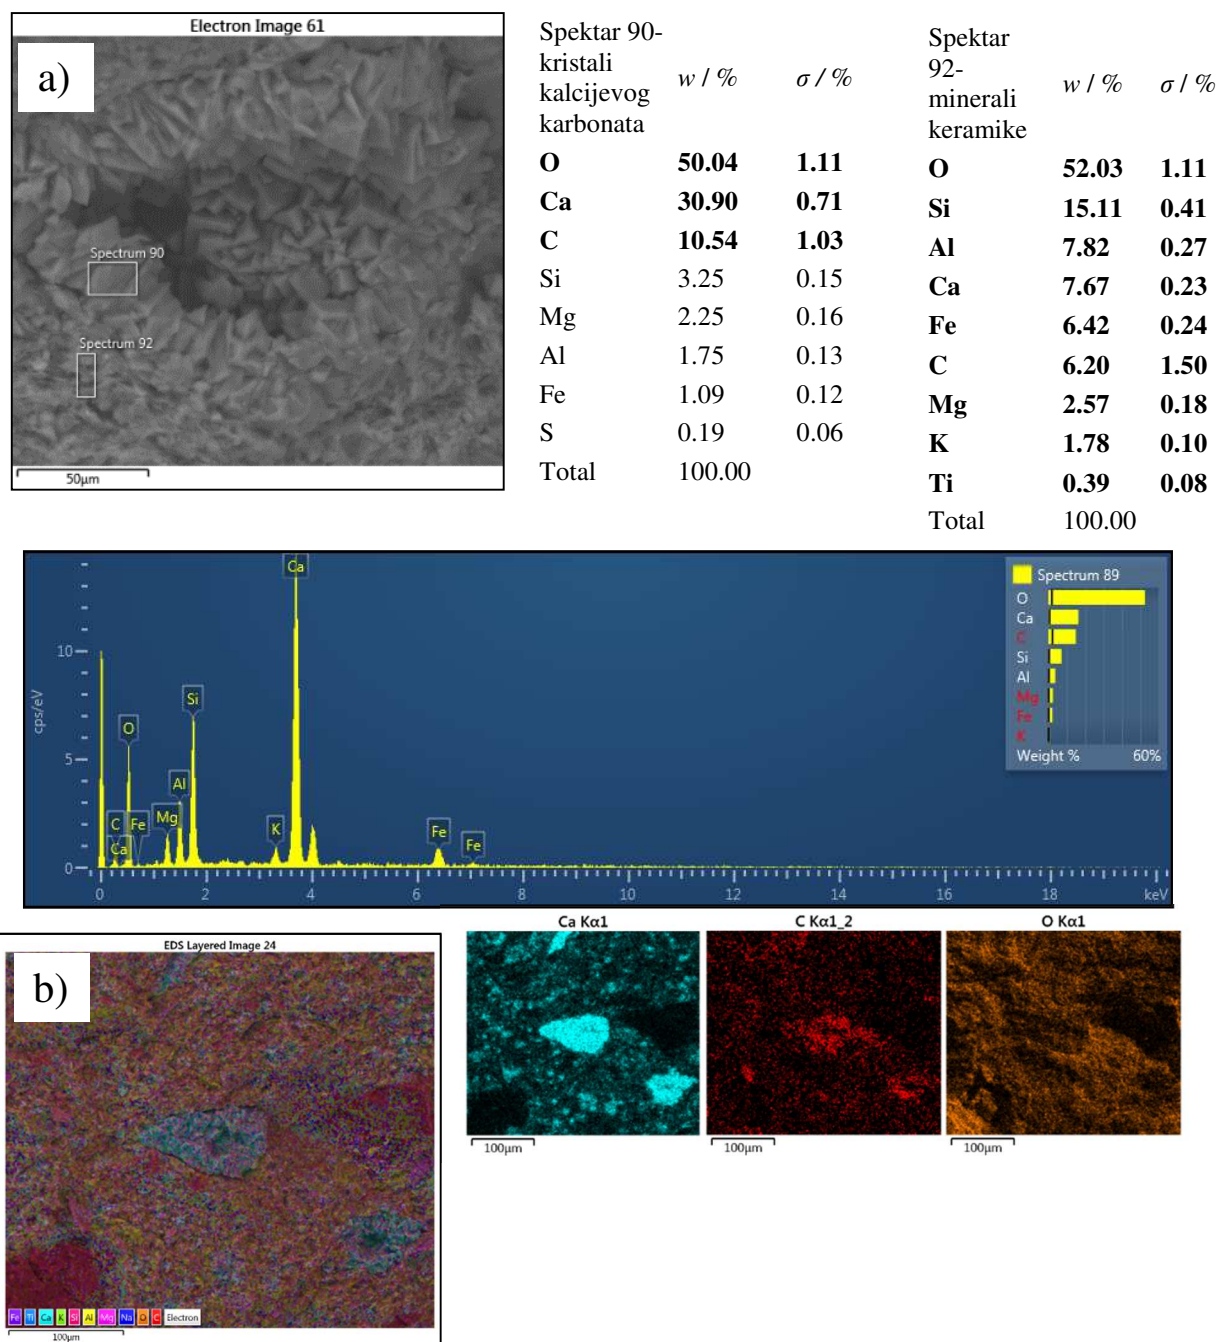 Electron Image 61
a)
Spectrum 90
Spectrum 92
50µm
Spektar 90-
kristali
kalcijevog
karbonata
w / %
σ / %
O 50.04 1.11
Ca 30.90 0.71
C 10.54 1.03
Si 3.25 0.15
Mg 2.25 0.16
Al 1.75 0.13
Fe 1.09 0.12
S 0.19 0.06
Total 100.00
Spektar
92-
minerali
keramike
w / %
σ / %
O 52.03 1.11
Si 15.11 0.41
Al 7.82 0.27
Ca 7.67 0.23
Fe 6.42 0.24
C 6.20 1.50
Mg 2.57 0.18
K 1.78 0.10
Ti 0.39 0.08
Total 100.00
cps/eV
10
5
0
Ca
Si
O
Al
Mg
C
Fe
Ca
K
Fe
Fe
0 2 4 6 8 10 12 14 16 18 keV
Spectrum 89
O
Ca
C
Si
Al
Mg
Fe
K
Weight % 60%
EDS Layered Image 24
b)
Fe Ti Ca K Si Al Mg Na O C Electron
100µm
Ca Kα1
100µm
C Kα1_2
100µm
O Kα1
100µm